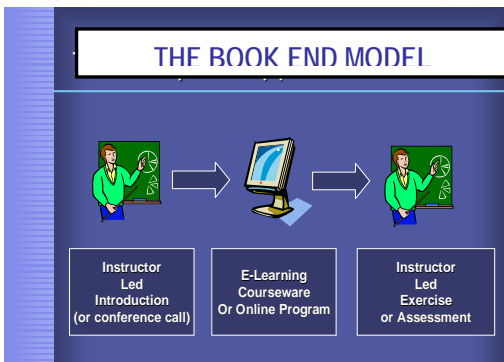 THE BOOK END MODEL
Instructor
Led
Introduction
(or conference call)
E-Learning
Courseware
Or Online Program
Instructor
Led
Exercise
or Assessment